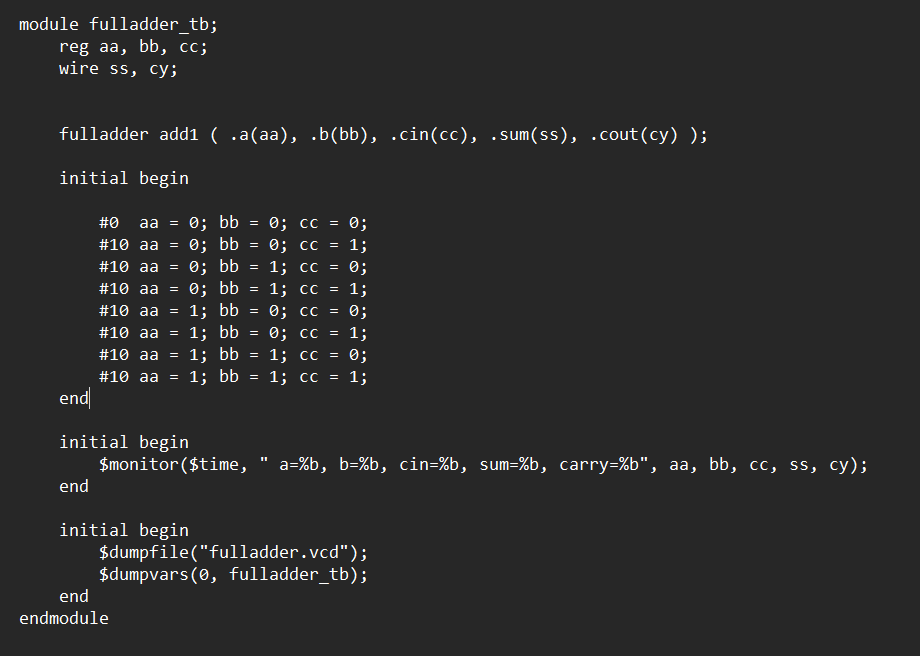 module fulladder_tb;
    reg aa, bb, cc;
    wire ss, cy;
    fulladder add1 ( .a(aa), .b(bb), .cin(cc), .sum(ss), .cout(cy) );
    initial begin
        #0  aa = 0; bb = 0; cc = 0;
        #10 aa = 0; bb = 0; cc = 1;
        #10 aa = 0; bb = 1; cc = 0;
        #10 aa = 0; bb = 1; cc = 1;
        #10 aa = 1; bb = 0; cc = 0;
        #10 aa = 1; bb = 0; cc = 1;
        #10 aa = 1; bb = 1; cc = 0;
        #10 aa = 1; bb = 1; cc = 1;
    end
    initial begin
        $monitor($time, " a=%b, b=%b, cin=%b, sum=%b, carry=%b", aa, bb, cc, ss, cy);
    end
    initial begin
        $dumpfile("fulladder.vcd");
        $dumpvars(0, fulladder_tb);
    end
endmodule